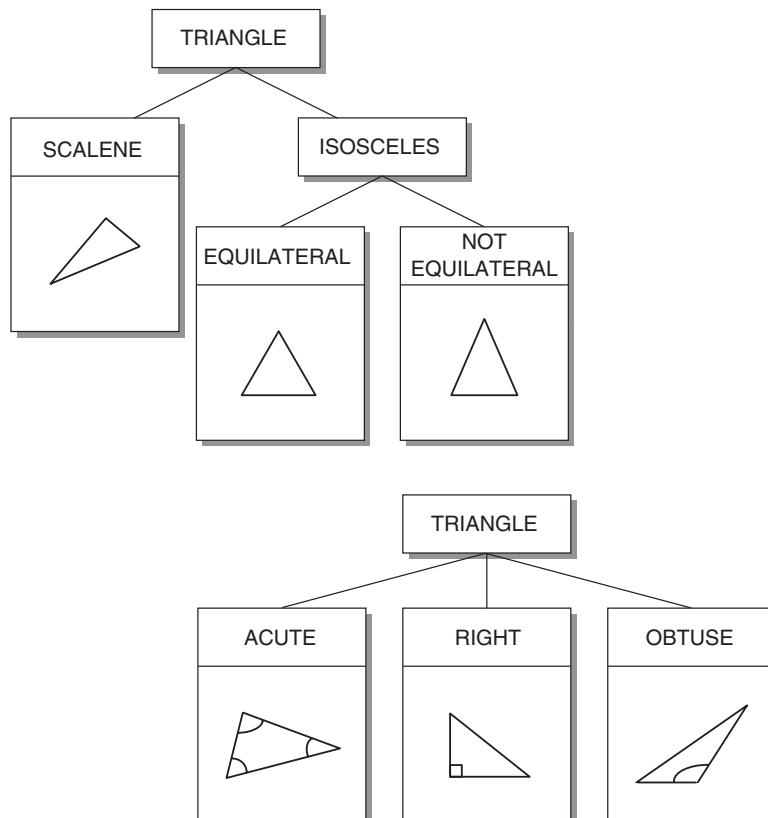 TRIANGLE
SCALENE
ISOSCELES
EQUILATERAL
NOT
EQUILATERAL
TRIANGLE
ACUTE
RIGHT
OBTUSE